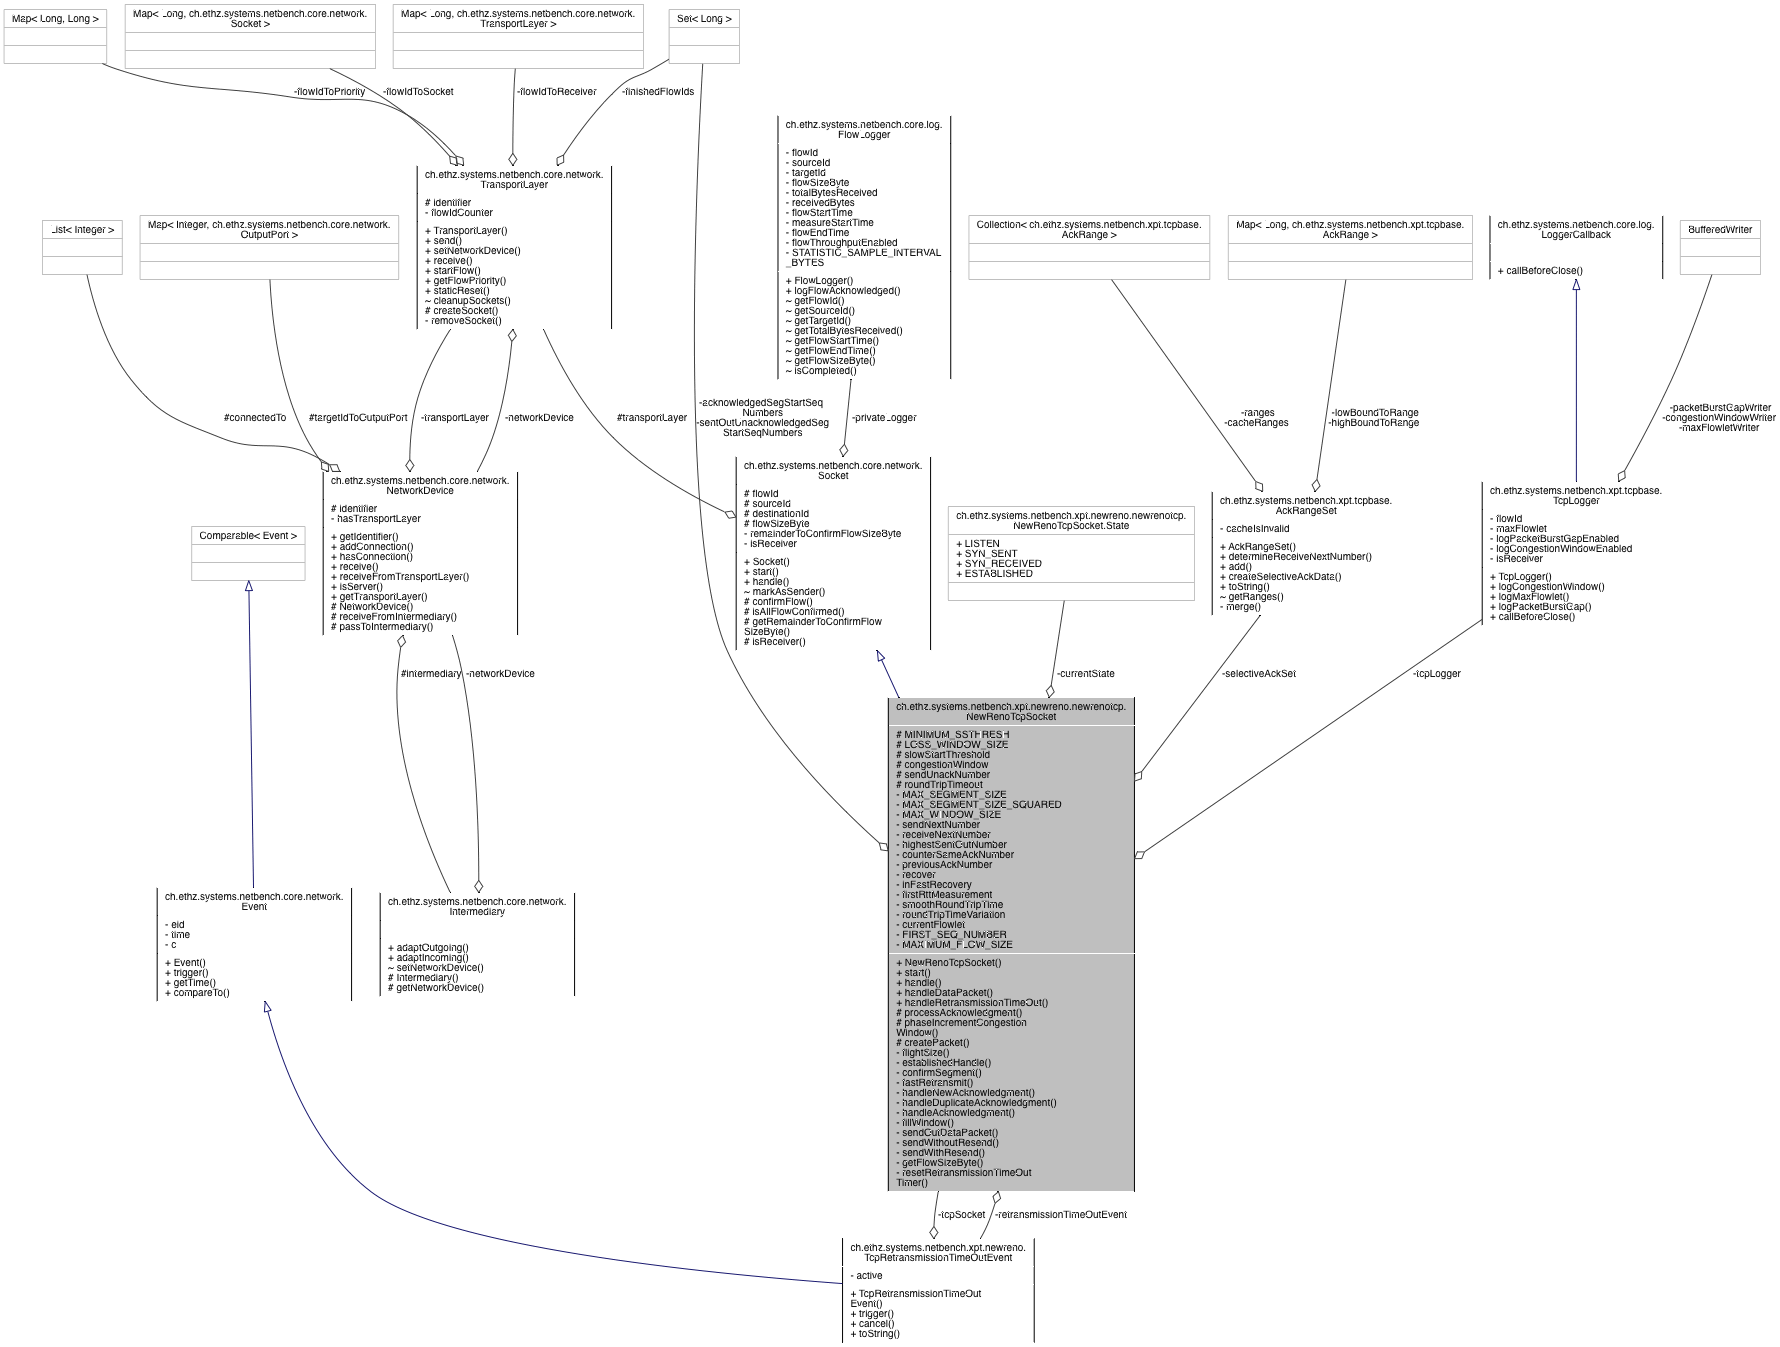 Map< Long, Long >
Map< Long, ch.ethz.systems.netbench.core.network.
Socket >
Map< Long, ch.ethz.systems.netbench.core.network.
TransportLayer >
Set< Long >
-flowIdToPriority
-flowIdToSocket
-flowIdToReceiver
-finishedFlowIds
ch.ethz.systems.netbench.core.network.
TransportLayer
# identifier
- flowIdCounter
+ TransportLayer()
+ send()
+ setNetworkDevice()
+ receive()
+ startFlow()
+ getFlowPriority()
+ staticReset()
~ cleanupSockets()
# createSocket()
- removeSocket()
ch.ethz.systems.netbench.core.log.
FlowLogger
- flowId
- sourceId
- targetId
- flowSizeByte
- totalBytesReceived
- receivedBytes
- flowStartTime
- measureStartTime
- flowEndTime
- flowThroughputEnabled
- STATISTIC_SAMPLE_INTERVAL
_BYTES
+ FlowLogger()
+ logFlowAcknowledged()
~ getFlowId()
~ getSourceId()
~ getTargetId()
~ getTotalBytesReceived()
~ getFlowStartTime()
~ getFlowEndTime()
~ getFlowSizeByte()
~ isCompleted()
List< Integer >
Map< Integer, ch.ethz.systems.netbench.core.network.
OutputPort >
Collection< ch.ethz.systems.netbench.xpt.tcpbase.
AckRange >
Map< Long, ch.ethz.systems.netbench.xpt.tcpbase.
AckRange >
ch.ethz.systems.netbench.core.log.
LoggerCallback
+ callBeforeClose()
BufferedWriter
#connectedTo
#targetIdToOutputPort
-transportLayer
-networkDevice
#transportLayer
-acknowledgedSegStartSeq
Numbers
-sentOutUnacknowledgedSeg
StartSeqNumbers
-privateLogger
-ranges
-cacheRanges
-lowBoundToRange
-highBoundToRange
-packetBurstGapWriter
-congestionWindowWriter
-maxFlowletWriter
ch.ethz.systems.netbench.core.network.
NetworkDevice
# identifier
- hasTransportLayer
+ getIdentifier()
+ addConnection()
+ hasConnection()
+ receive()
+ receiveFromTransportLayer()
+ isServer()
+ getTransportLayer()
# NetworkDevice()
# receiveFromIntermediary()
# passToIntermediary()
ch.ethz.systems.netbench.core.network.
Socket
# flowId
# sourceId
# destinationId
# flowSizeByte
- remainderToConfirmFlowSizeByte
- isReceiver
+ Socket()
+ start()
+ handle()
~ markAsSender()
# confirmFlow()
# isAllFlowConfirmed()
# getRemainderToConfirmFlow
SizeByte()
# isReceiver()
ch.ethz.systems.netbench.xpt.newreno.newrenotcp.
NewRenoTcpSocket.State
+ LISTEN
+ SYN_SENT
+ SYN_RECEIVED
+ ESTABLISHED
ch.ethz.systems.netbench.xpt.tcpbase.
AckRangeSet
- cacheIsInvalid
+ AckRangeSet()
+ determineReceiveNextNumber()
+ add()
+ createSelectiveAckData()
+ toString()
~ getRanges()
- merge()
ch.ethz.systems.netbench.xpt.tcpbase.
TcpLogger
- flowId
- maxFlowlet
- logPacketBurstGapEnabled
- logCongestionWindowEnabled
- isReceiver
+ TcpLogger()
+ logCongestionWindow()
+ logMaxFlowlet()
+ logPacketBurstGap()
+ callBeforeClose()
Comparable< Event >
#intermediary
-networkDevice
-currentState
-selectiveAckSet
-tcpLogger
ch.ethz.systems.netbench.xpt.newreno.newrenotcp.
NewRenoTcpSocket
# MINIMUM_SSTHRESH
# LOSS_WINDOW_SIZE
# slowStartThreshold
# congestionWindow
# sendUnackNumber
# roundTripTimeout
- MAX_SEGMENT_SIZE
- MAX_SEGMENT_SIZE_SQUARED
- MAX_WINDOW_SIZE
- sendNextNumber
- receiveNextNumber
- highestSentOutNumber
- counterSameAckNumber
- previousAckNumber
- recover
- inFastRecovery
- firstRttMeasurement
- smoothRoundTripTime
- roundTripTimeVariation
- currentFlowlet
- FIRST_SEQ_NUMBER
- MAXIMUM_FLOW_SIZE
+ NewRenoTcpSocket()
+ start()
+ handle()
+ handleDataPacket()
+ handleRetransmissionTimeOut()
# processAcknowledgment()
# phaseIncrementCongestion
Window()
# createPacket()
- flightSize()
- establishedHandle()
- confirmSegment()
- fastRetransmit()
- handleNewAcknowledgment()
- handleDuplicateAcknowledgment()
- handleAcknowledgment()
- fillWindow()
- sendOutDataPacket()
- sendWithoutResend()
- sendWithResend()
- getFlowSizeByte()
- resetRetransmissionTimeOut
Timer()
ch.ethz.systems.netbench.core.network.
Event
- eid
- time
- c
+ Event()
+ trigger()
+ getTime()
+ compareTo()
ch.ethz.systems.netbench.core.network.
Intermediary
+ adaptOutgoing()
+ adaptIncoming()
~ setNetworkDevice()
# Intermediary()
# getNetworkDevice()
-tcpSocket
-retransmissionTimeOutEvent
ch.ethz.systems.netbench.xpt.newreno.
TcpRetransmissionTimeOutEvent
- active
+ TcpRetransmissionTimeOut
Event()
+ trigger()
+ cancel()
+ toString()